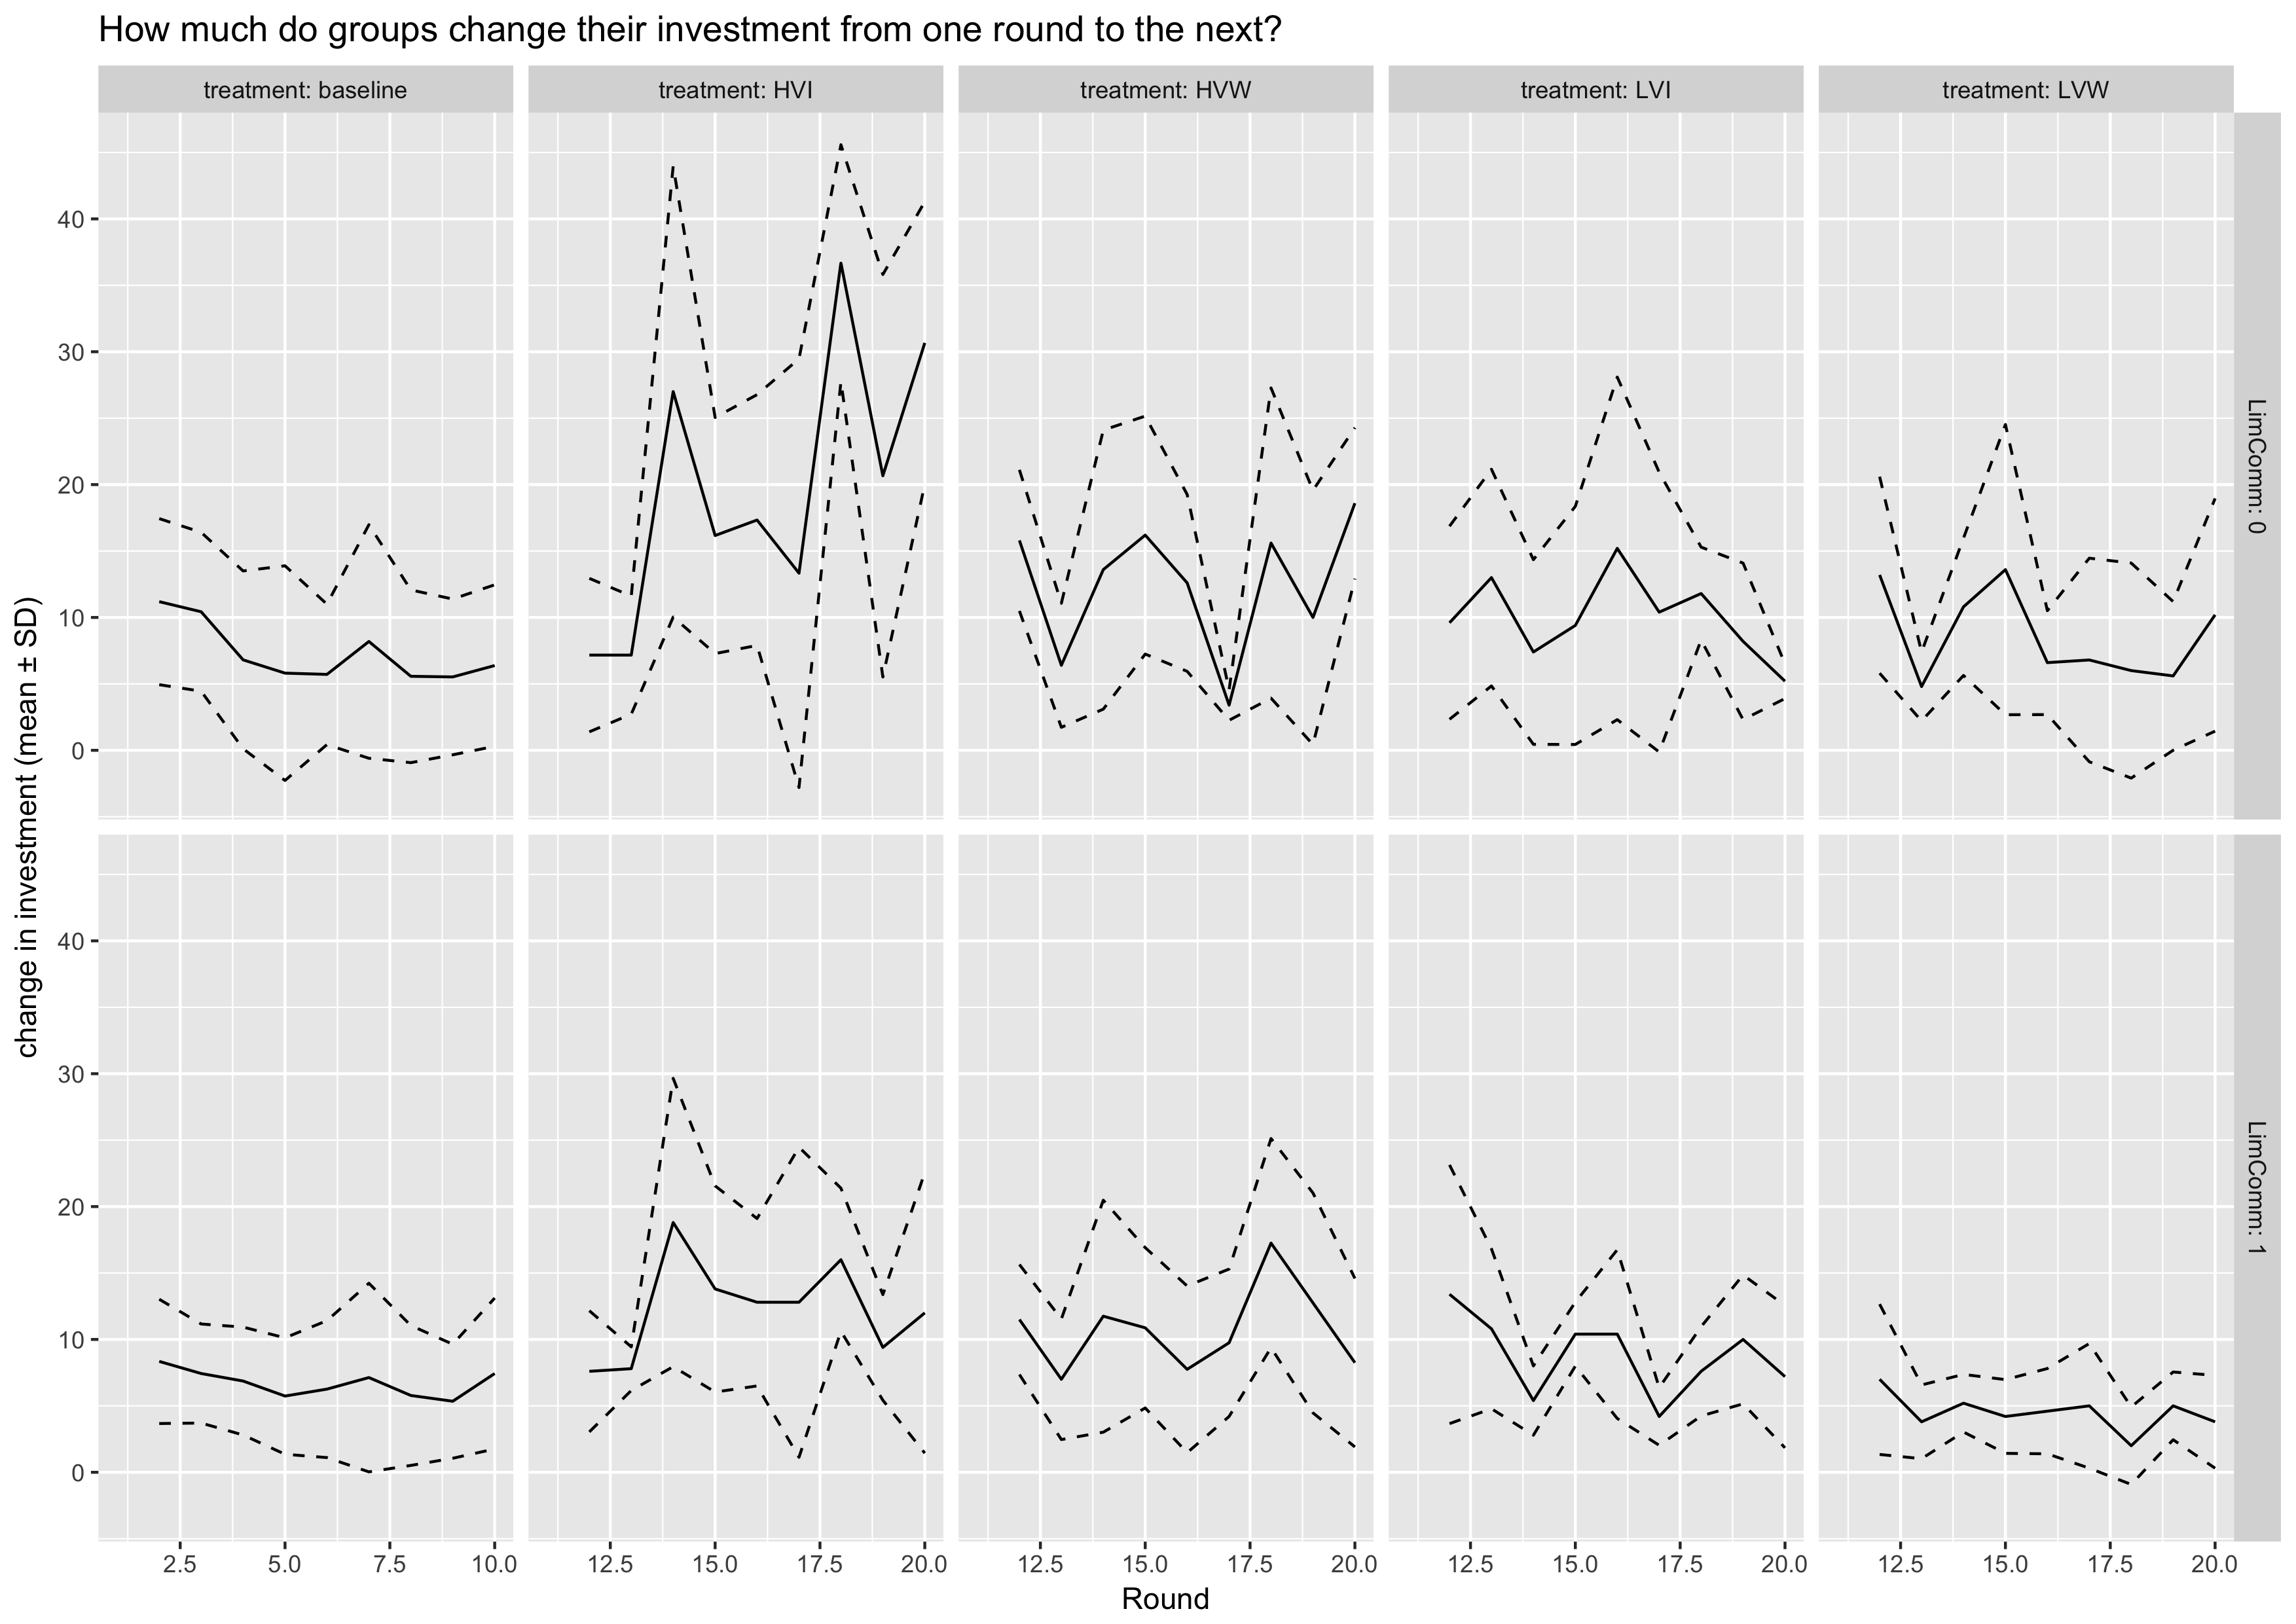 How much do groups change their investment from one round to the next?
treatment: baseline
treatment: HVI
treatment: HVW
treatment: LVI
treatment: LVW
change in investment (mean ± SD)
40
30
20
10
0
LimComm: 0
40
30
20
10
0
LimComm: 1
2.5 5.0 7.5 10.0
12.5 15.0 17.5 20.0
12.5 15.0 17.5 20.0
12.5 15.0 17.5 20.0
12.5 15.0 17.5 20.0
Round